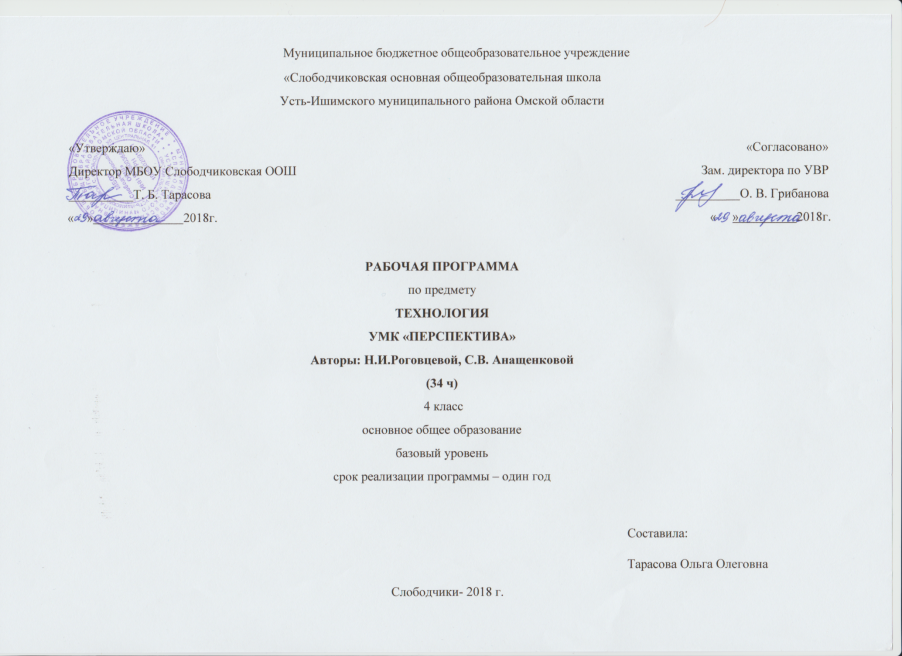 Муниципальное бюджетное общеобразовательное учреждение
«Слободчиковская основная общеобразовательная школа
Усть-Ишимского муниципального района Омской области
«Утверждаю» «Согласовано»
Директор МБОУ Слободчиковская ООШ Зам. директора по УВР
__________Т. Б. Тарасова __________О. В. Грибанова
«29»августа______2018г. «29»августа 2018г.
РАБОЧАЯ ПРОГРАММА
по предмету
ТЕХНОЛОГИЯ
УМК «ПЕРСПЕКТИВА»
Авторы: Н.И.Роговцевой, С.В. Анащенковой
(34 ч)
4 класс
основное общее образование
базовый уровень
срок реализации программы – один год
Составила:
Тарасова Ольга Олеговна
Слободчики- 2018 г.